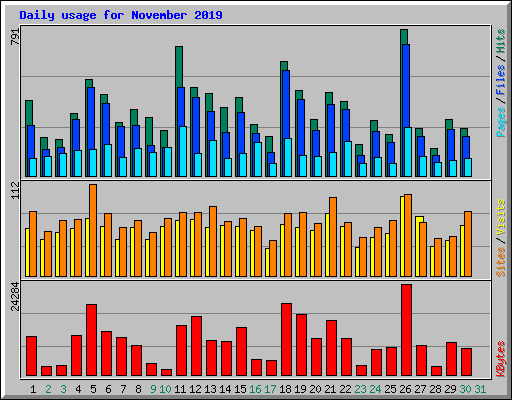 Daily usage for November 2019
791
Pages / Files / Hits
112
Sites / Visits
24284
KBytes
1 2 3 4 5 6 7 8 9 10 11 12 13 14 15 16 17 18 19 20 21 22 23 24 25 26 27 28 29 30 31